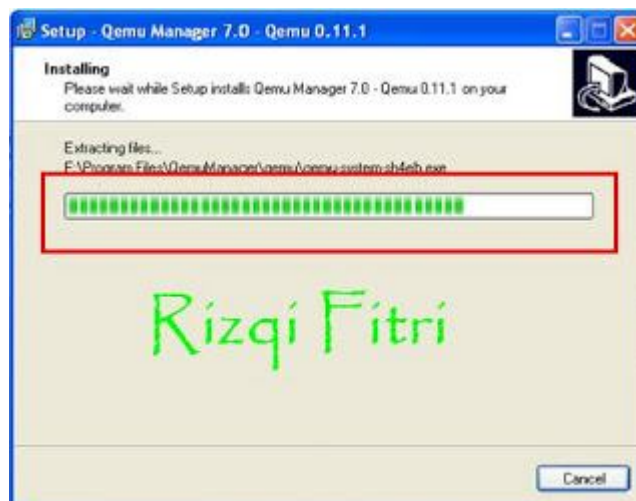 Setup - Qemu Manager 7.0 - Qemu 0.11.1
Installing
Please wait while Setup installs Qemu Manager 7.0 - Qemu 0.11.1 on your
computer.
Extracting files...
F:\Program Files\QemuManager\qemu\qemu-system-sh4eb.exe
Rizqi Fitri
Cancel